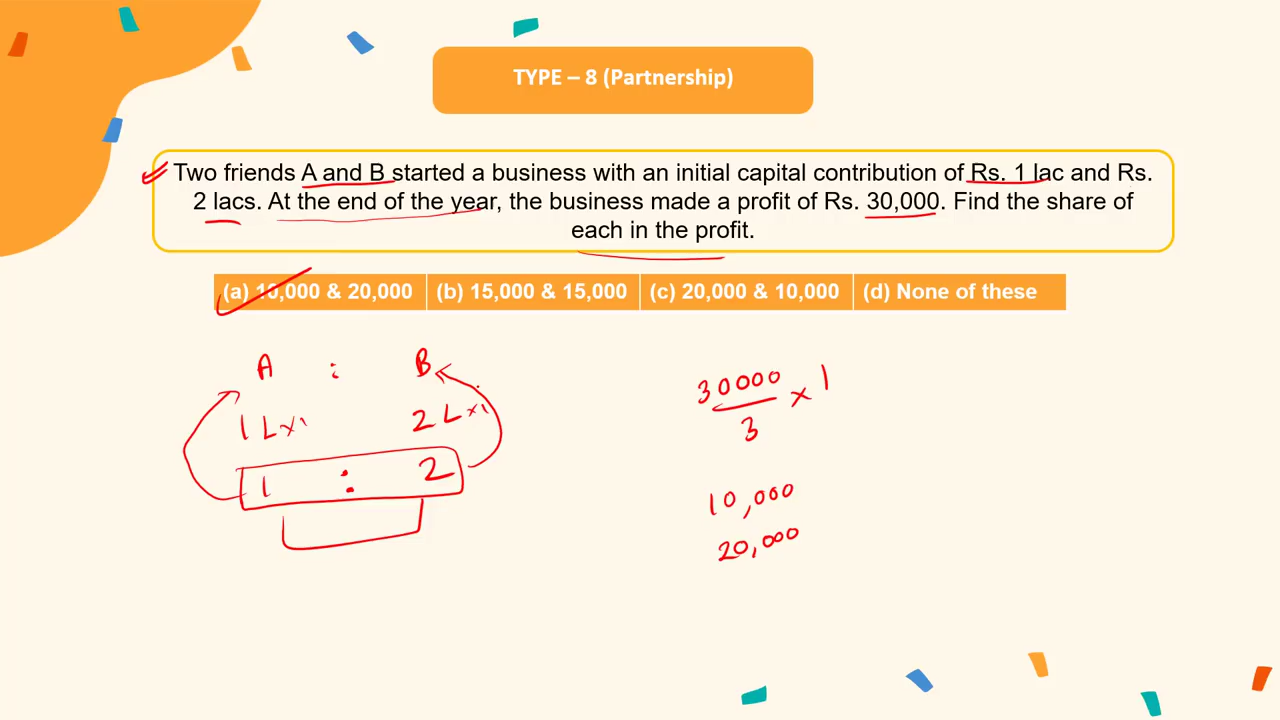 TYPE – 8 (Partnership)
Two friends A and B started a business with an initial capital contribution of Rs. 1 lac and Rs.
2 lacs. At the end of the year, the business made a profit of Rs. 30,000. Find the share of
each in the profit.
(a) 10,000 & 20,000 (b) 15,000 & 15,000 (c) 20,000 & 10,000 (d) None of these
A : B
1 L x 1 2 L x 1
1 : 2
30000 x 1
3
10,000
20,000